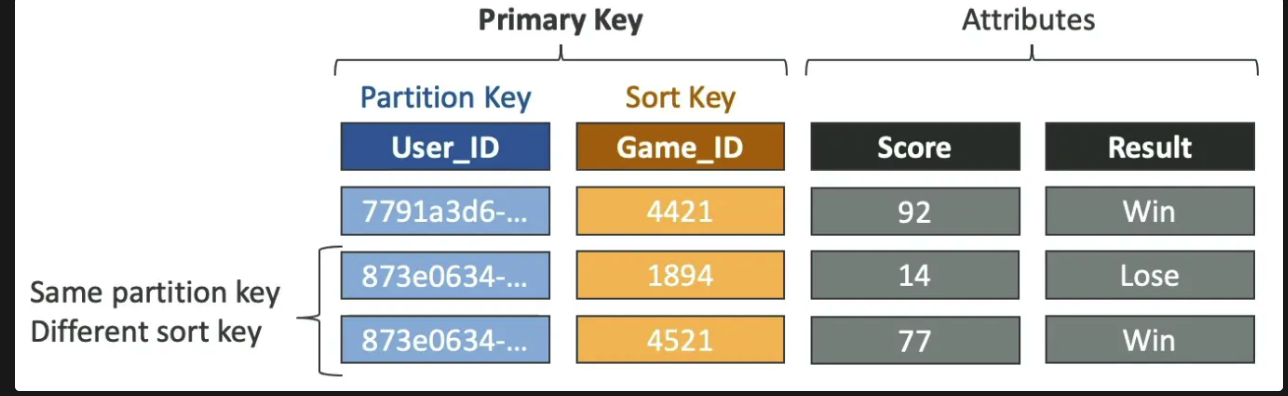 Primary Key Attributes
Partition Key Sort Key
User_ID Game_ID Score Result
7791a3d6-... 4421 92 Win
873e0634-... 1894 14 Lose
Same partition key
Different sort key
873e0634-... 4521 77 Win